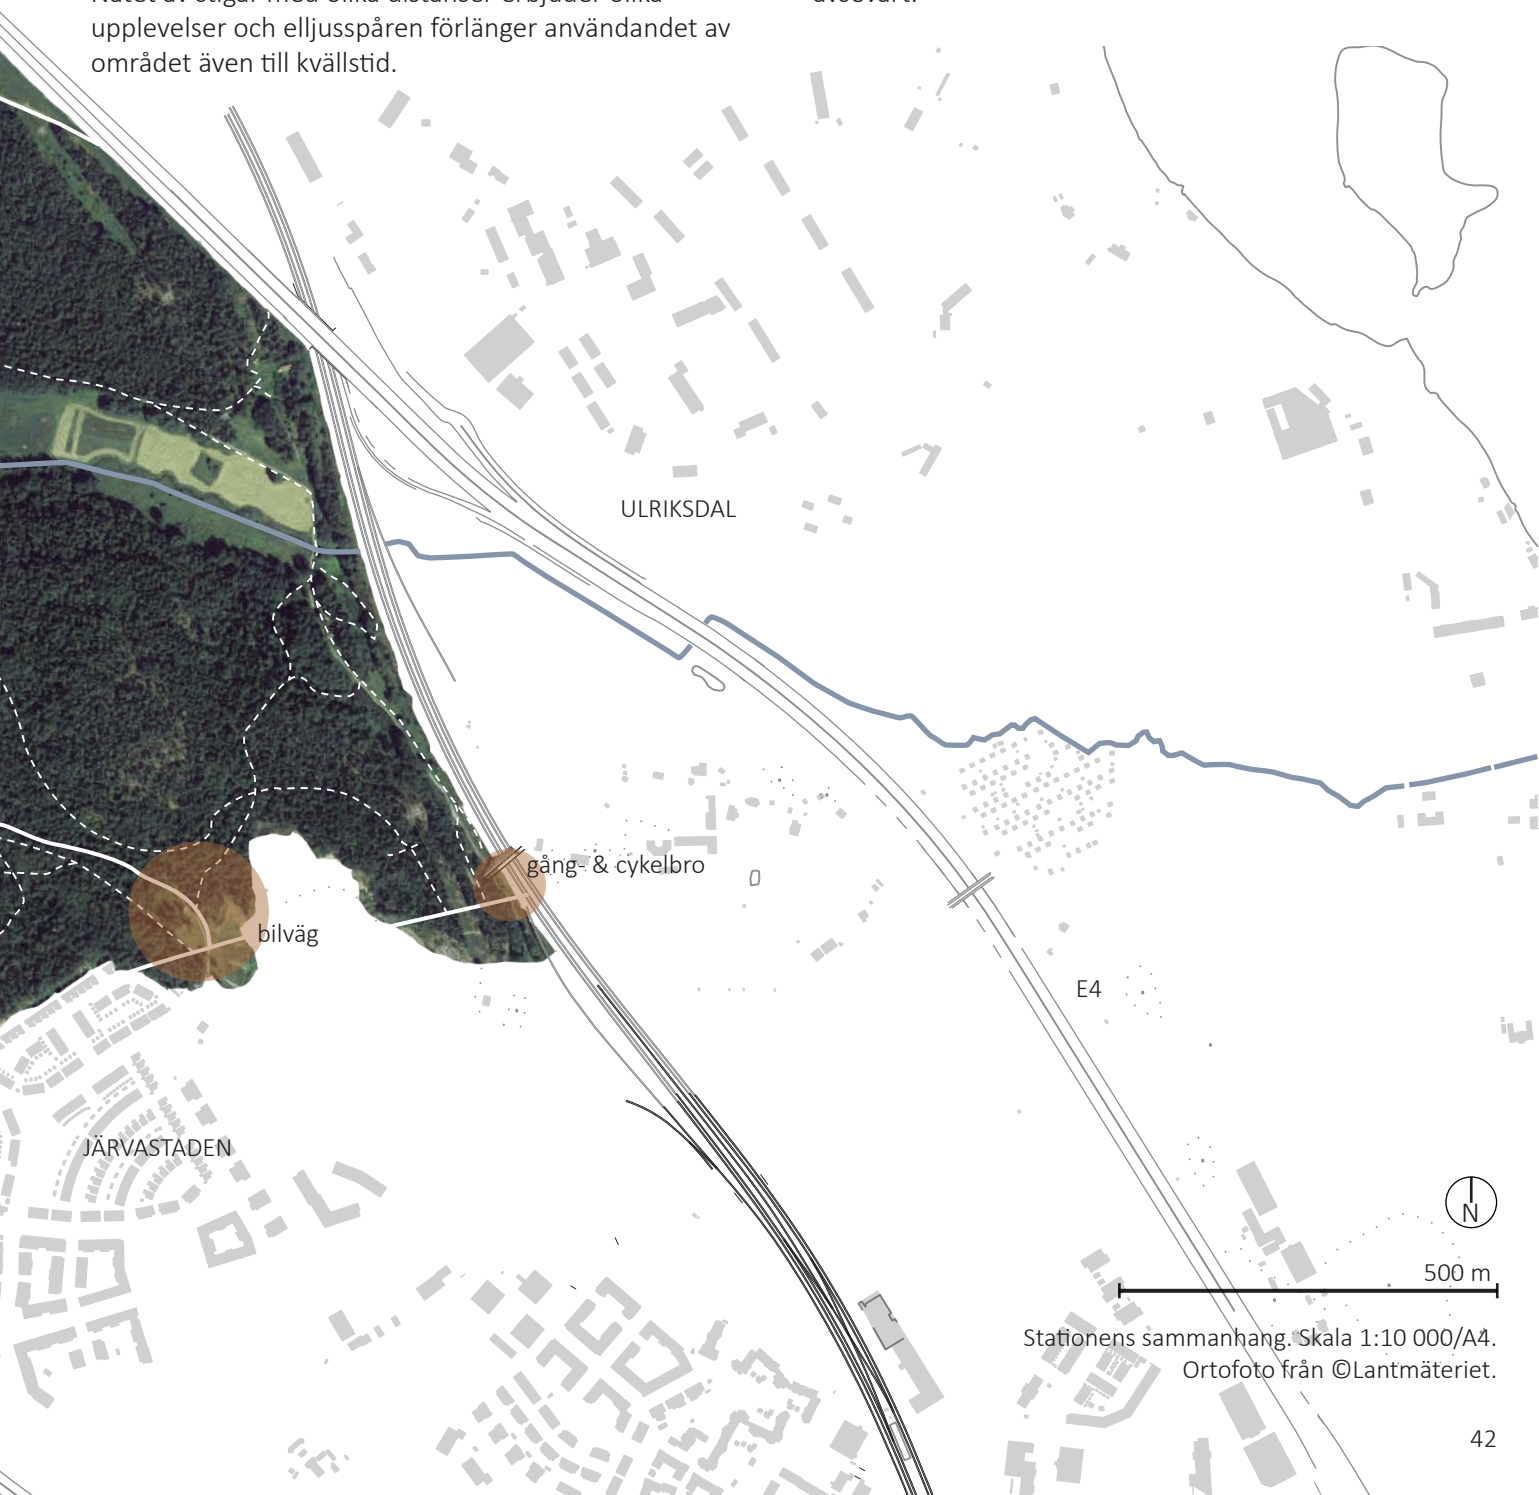 upplevelser och elljusspåren förlänger användandet av
området även till kvällstid.
ULRIKSDAL
gång- & cykelbro
bilväg
E4
JÄRVASTADEN
N
500 m
Stationens sammanhang. Skala 1:10 000/A4.
Ortofoto från ©Lantmäteriet.
42